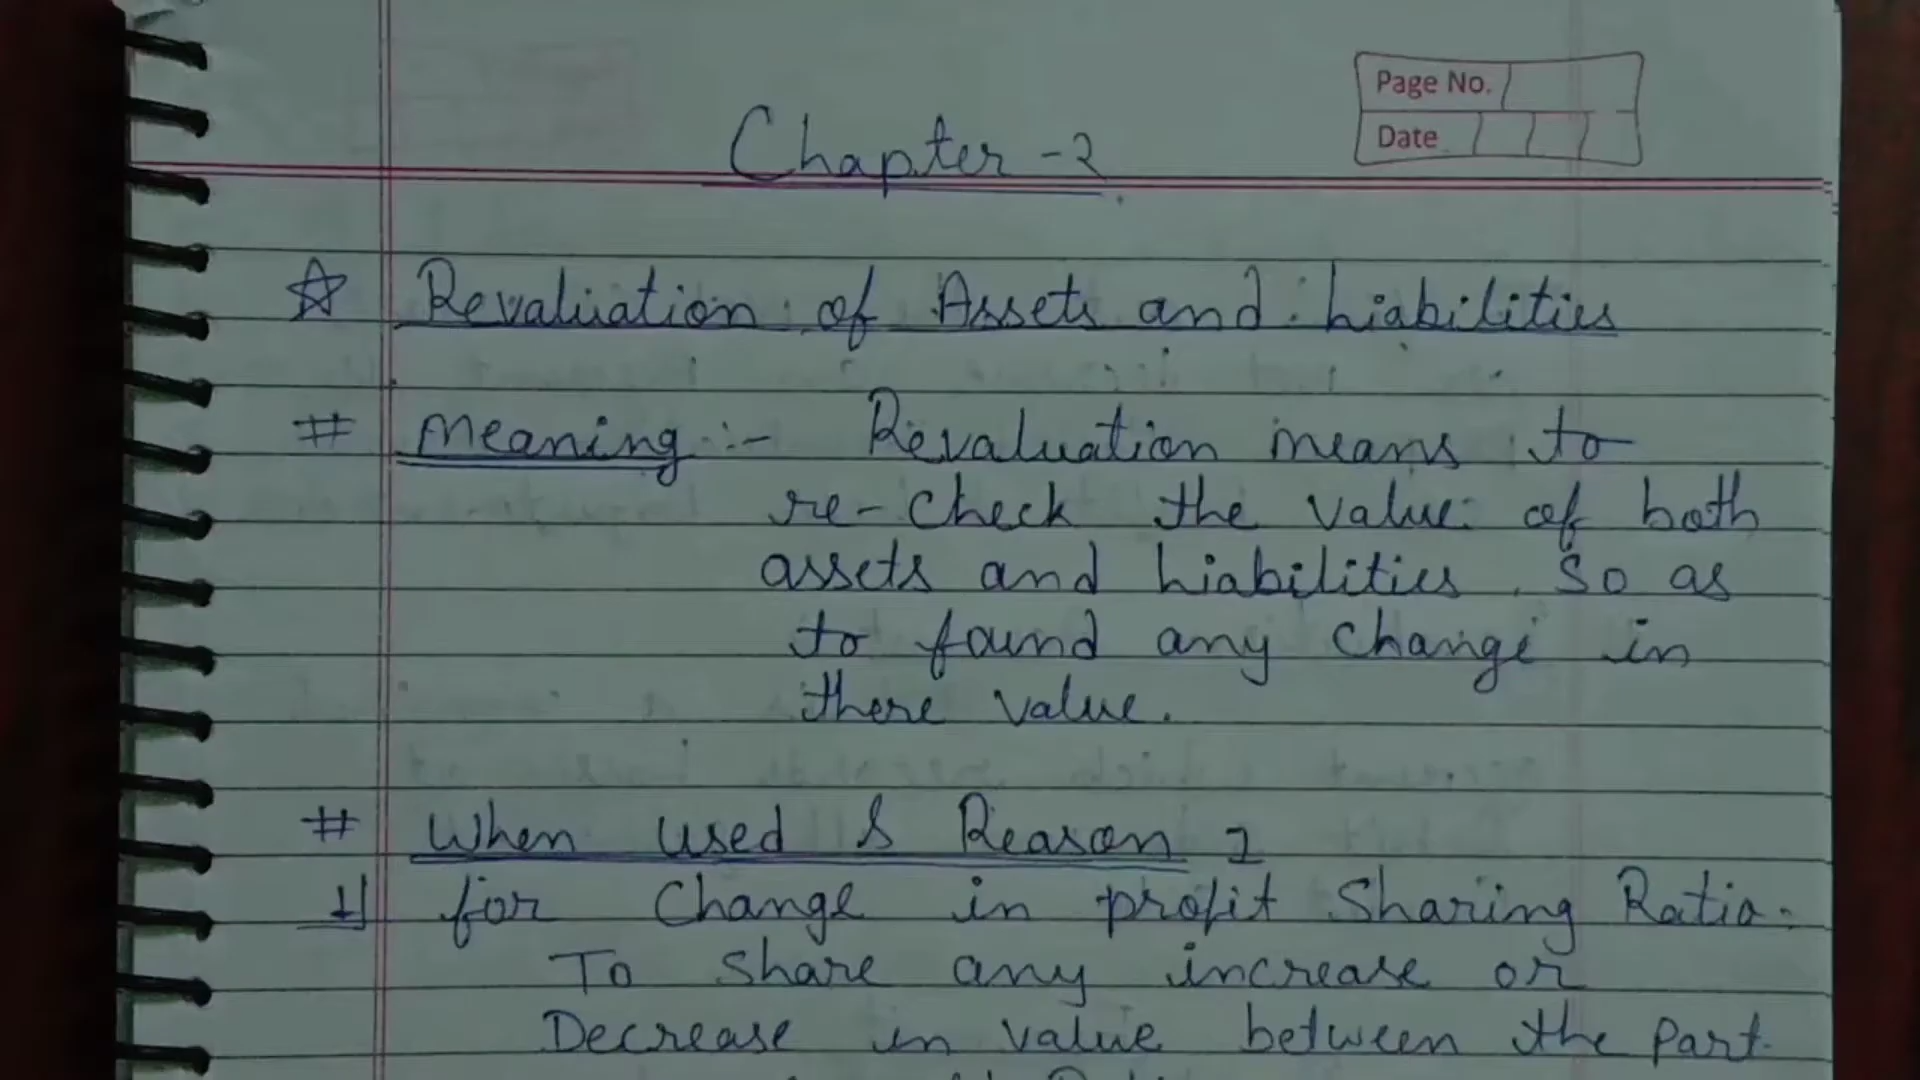 Page No.
Date
Chapter -2
☆ Revaluation of Assets and Liabilities
# Meaning :- Revaluation means to
re-check the value of both
assets and Liabilities. So as
to found any change in
there value.
# When used & Reason
1] for Change in profit Sharing Ratio.
To share any increase or
Decrease in value between the part